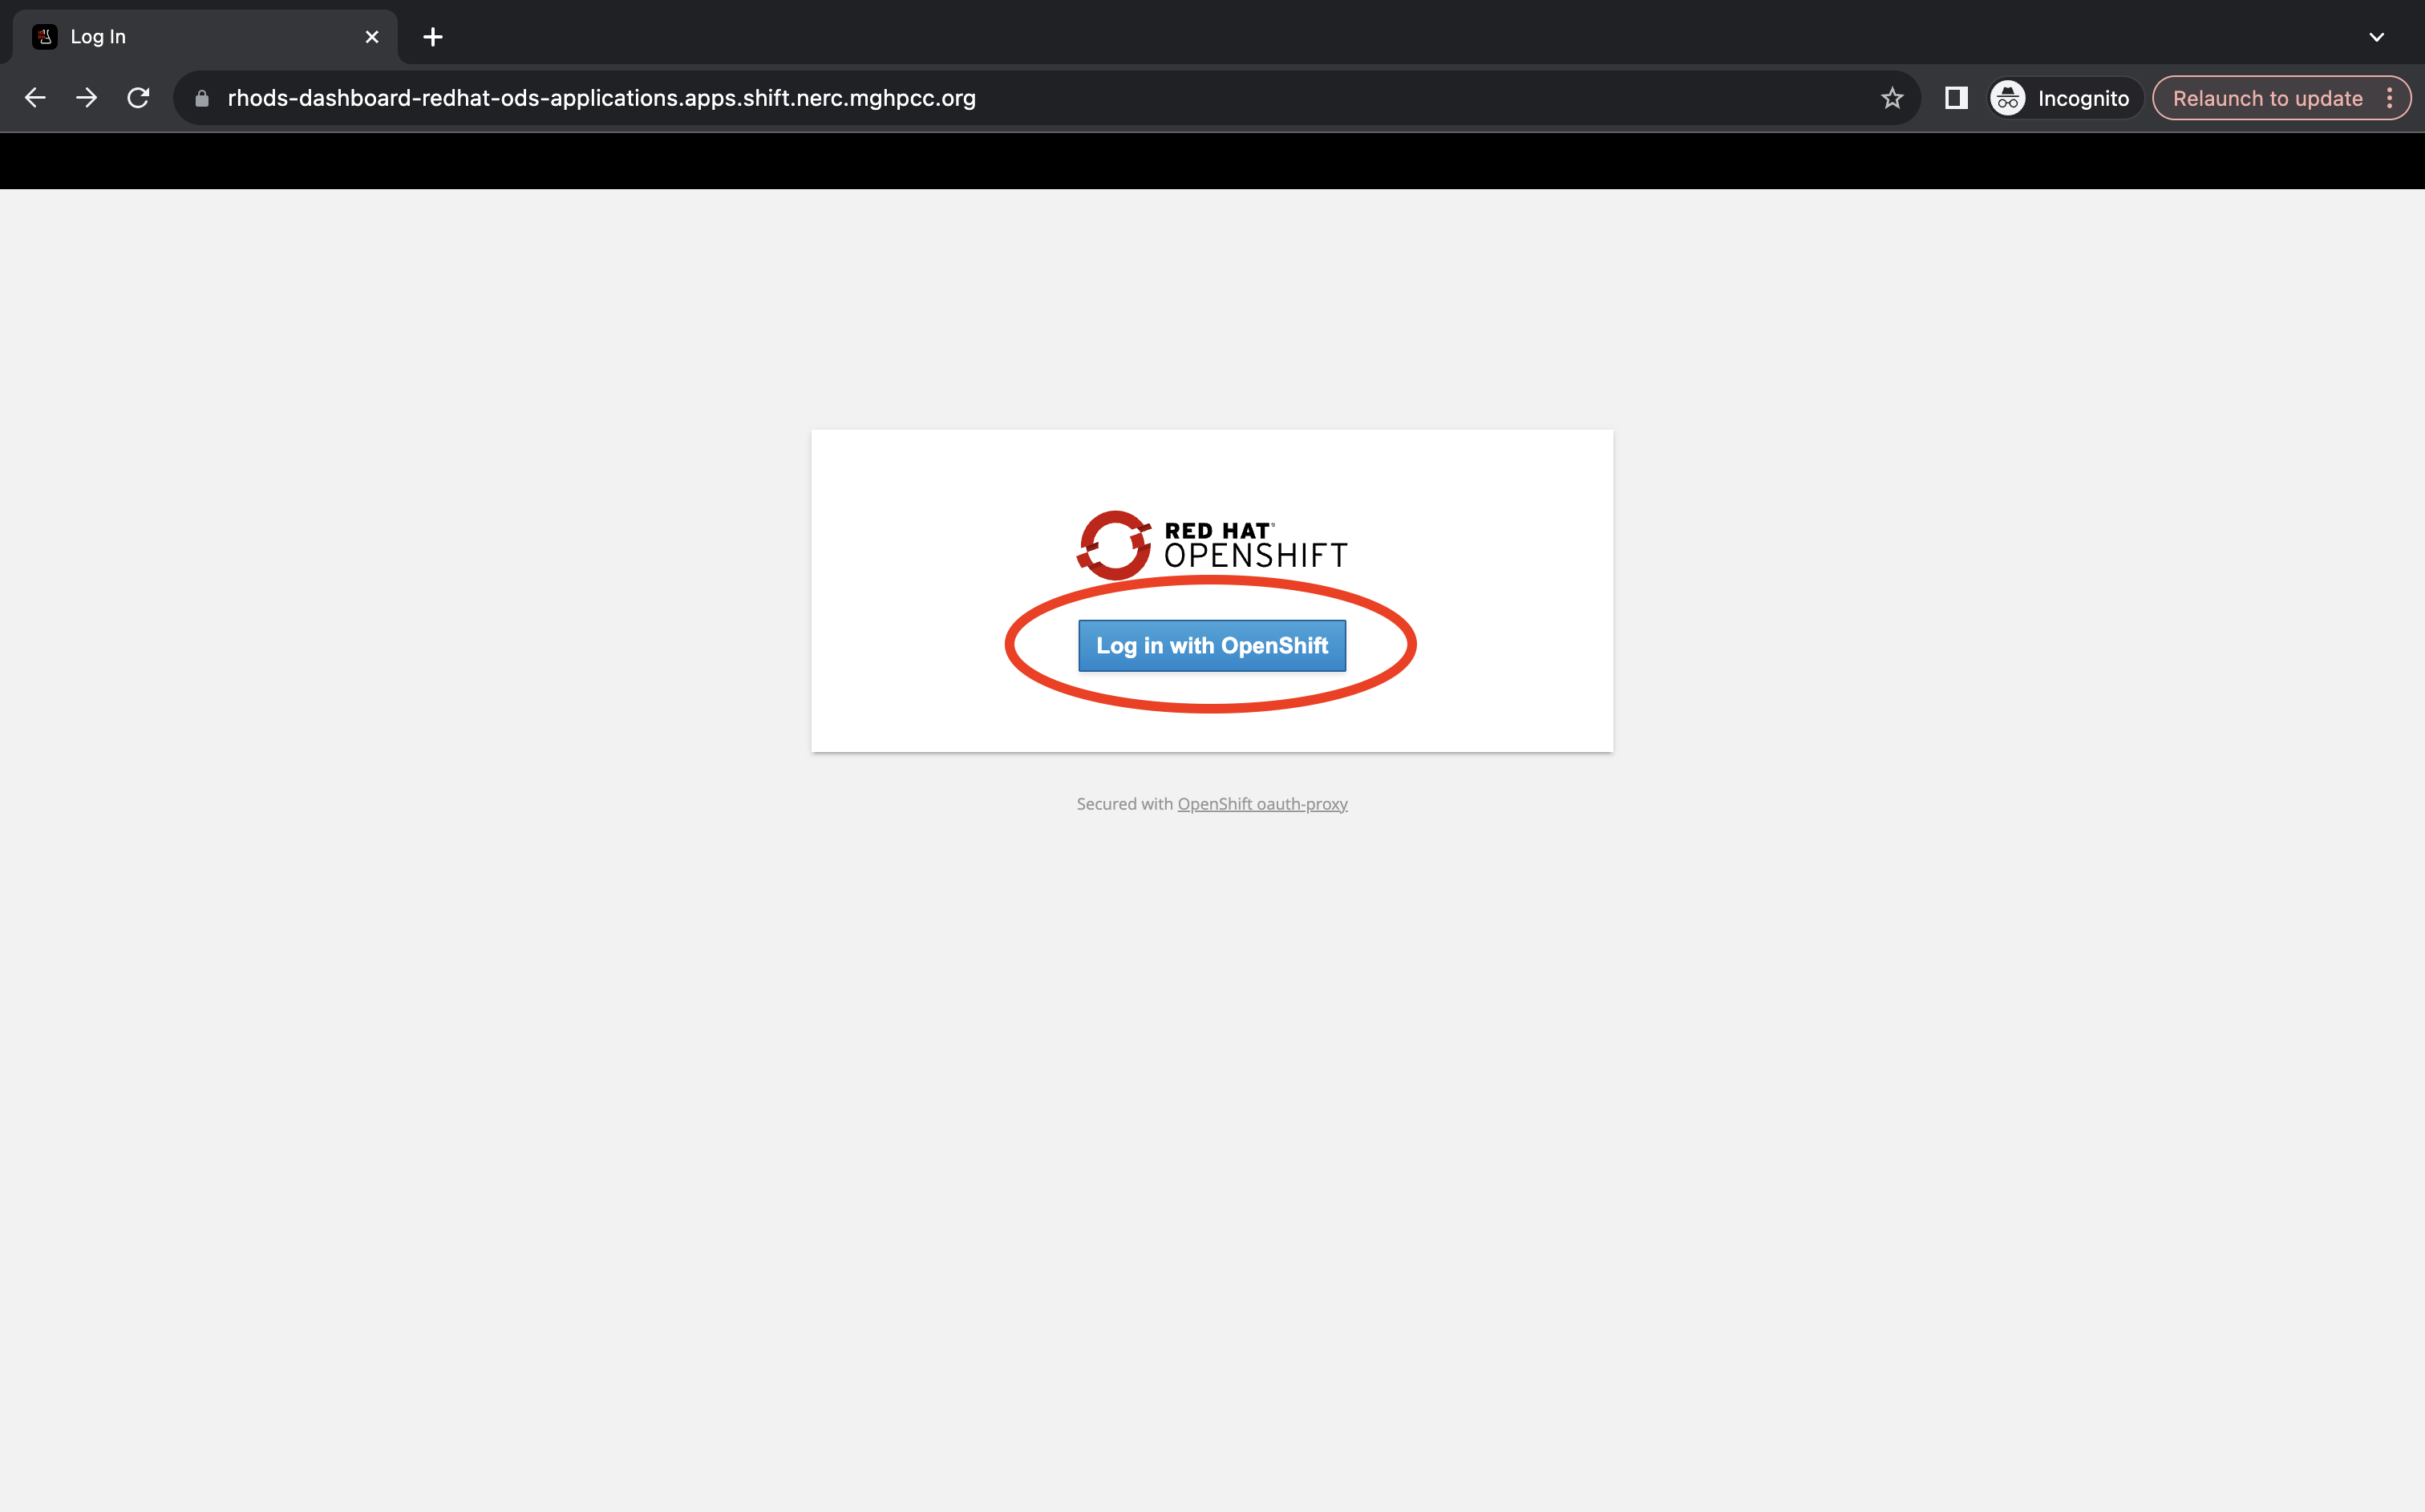 Log In
rhods-dashboard-redhat-ods-applications.apps.shift.nerc.mghpcc.org
Incognito
Relaunch to update
RED HAT
OPENSHIFT
Log in with OpenShift
Secured with OpenShift oauth-proxy